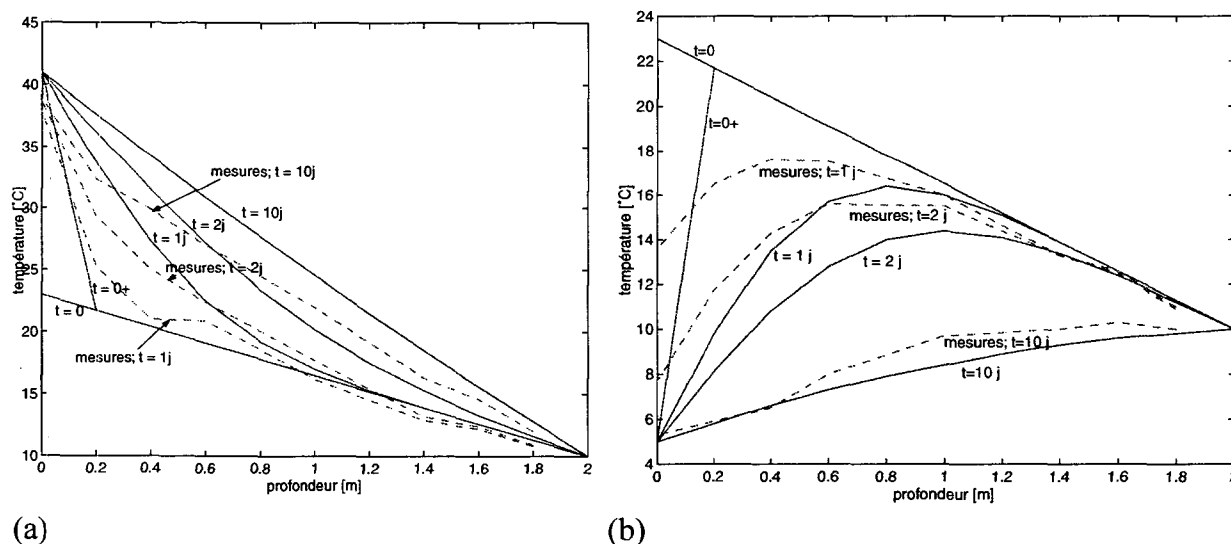 45
40
35
30
25
20
15
10
température [°C]
mesures; t = 10j
t = 10j
t = 2j
t = 1j
mesures; t = 2j
t = 0+
t = 0
mesures; t = 1j
0 0.2 0.4 0.6 0.8 1 1.2 1.4 1.6 1.8 2
profondeur [m]
(a)
24
22
20
18
16
14
12
10
8
6
4
température [°C]
t=0
t=0+
mesures; t=1 j
mesures; t=2 j
t = 1 j
t = 2 j
mesures; t=10 j
t=10 j
0 0.2 0.4 0.6 0.8 1 1.2 1.4 1.6 1.8 2
profondeur [m]
(b)